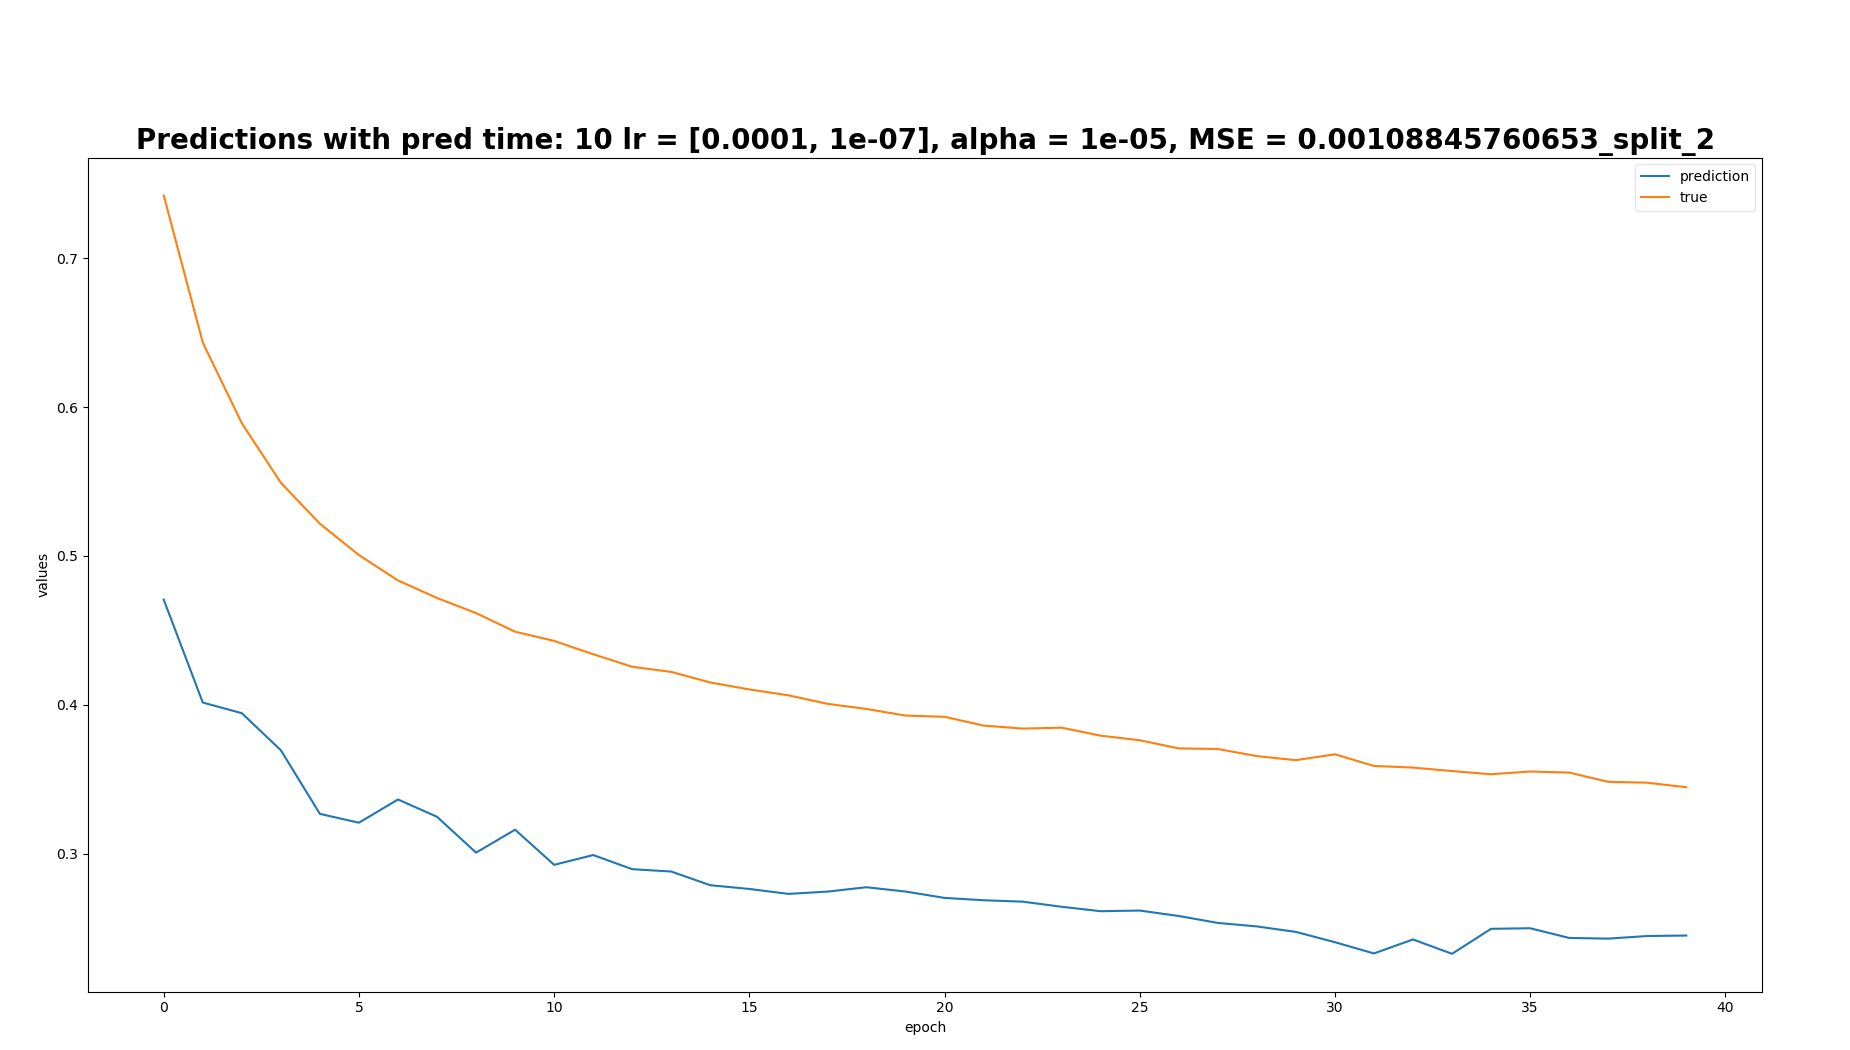 Predictions with pred time: 10 lr = [0.0001, 1e-07], alpha = 1e-05, MSE = 0.00108845760653_split_2
prediction
true
values
0.7
0.6
0.5
0.4
0.3
0 5 10 15 20 25 30 35 40
epoch